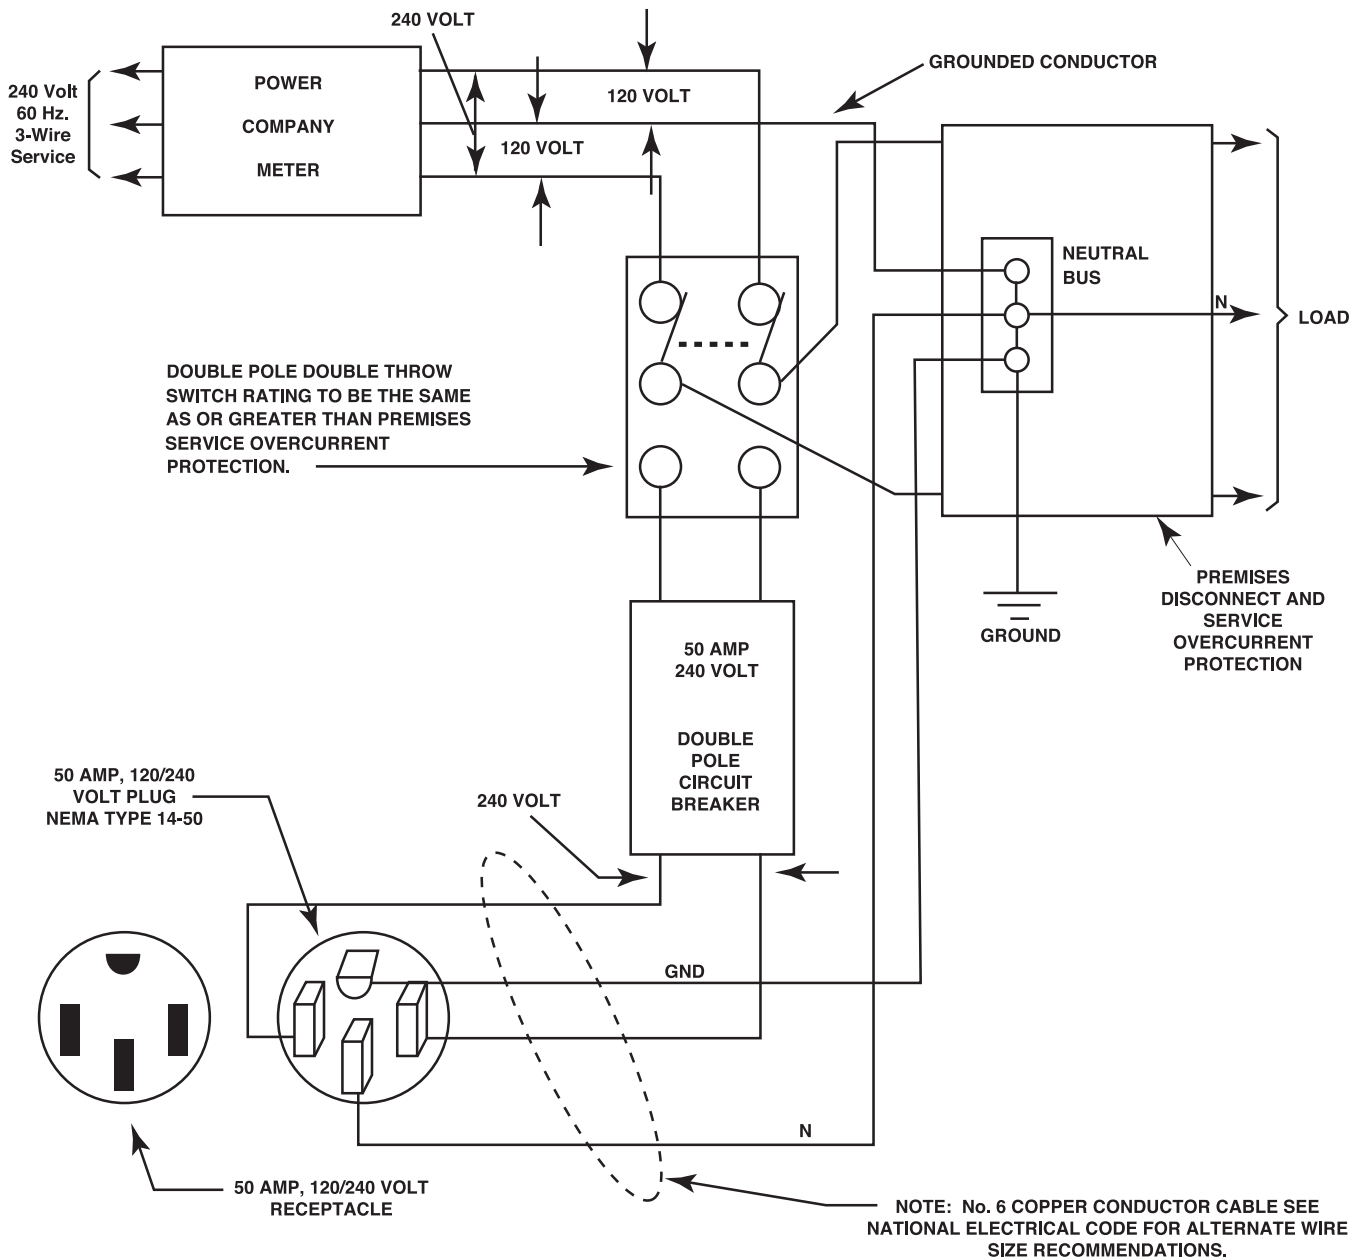 240 VOLT
GROUNDED CONDUCTOR
240 Volt
60 Hz.
3-Wire
Service
POWER
COMPANY
METER
120 VOLT
120 VOLT
NEUTRAL
BUS
N
LOAD
DOUBLE POLE DOUBLE THROW
SWITCH RATING TO BE THE SAME
AS OR GREATER THAN PREMISES
SERVICE OVERCURRENT
PROTECTION.
PREMISES
DISCONNECT AND
SERVICE
OVERCURRENT
PROTECTION
GROUND
50 AMP
240 VOLT
DOUBLE
POLE
CIRCUIT
BREAKER
50 AMP, 120/240
VOLT PLUG
NEMA TYPE 14-50
240 VOLT
GND
N
50 AMP, 120/240 VOLT
RECEPTACLE
NOTE: No. 6 COPPER CONDUCTOR CABLE SEE
NATIONAL ELECTRICAL CODE FOR ALTERNATE WIRE
SIZE RECOMMENDATIONS.